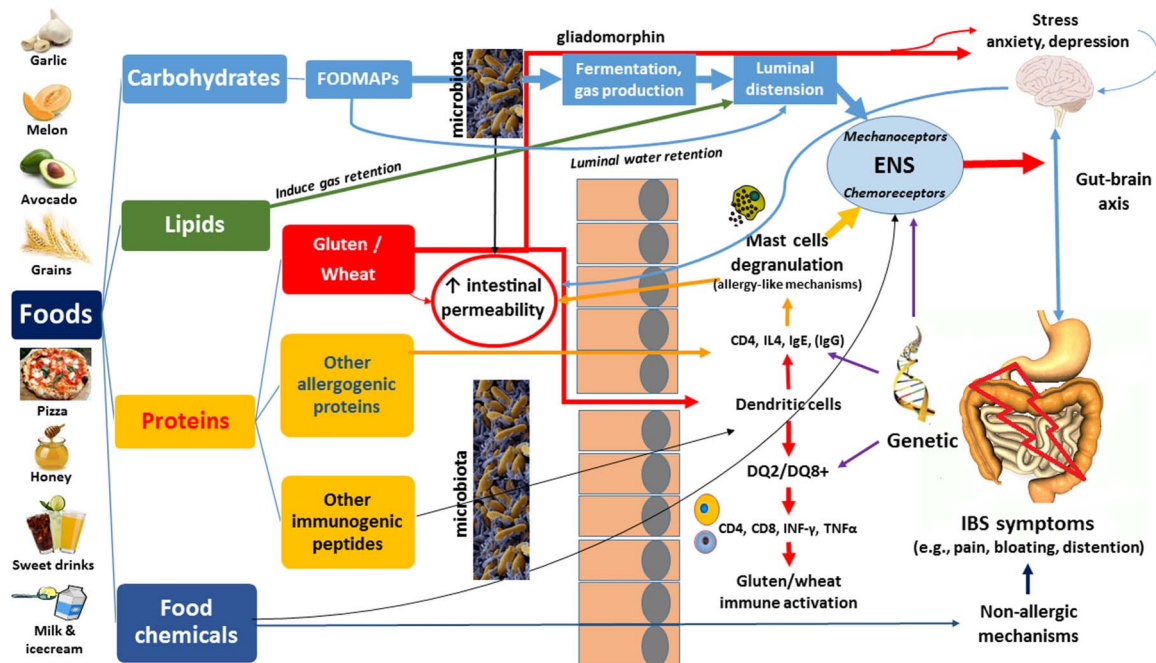 Garlic
Melon
Avocado
Grains
Foods
Pizza
Honey
Sweet drinks
Milk &
icecream
Carbohydrates
FODMAPs
microbiota
Fermentation,
gas production
Luminal
distension
gliadomorphin
Stress
anxiety, depression
Luminal water retention
Induce gas retention
Lipids
Mechanoceptors
ENS
Chemoreceptors
Gut-brain
axis
Gluten /
Wheat
↑ intestinal
permeability
Mast cells
degranulation
(allergy-like mechanisms)
Proteins
Other
allergogenic
proteins
CD4, IL4, IgE, (IgG)
Dendritic cells
Genetic
DQ2/DQ8+
microbiota
Other
immunogenic
peptides
CD4, CD8, INF-γ, TNFα
Gluten/wheat
immune activation
IBS symptoms
(e.g., pain, bloating, distention)
Food
chemicals
Non-allergic
mechanisms